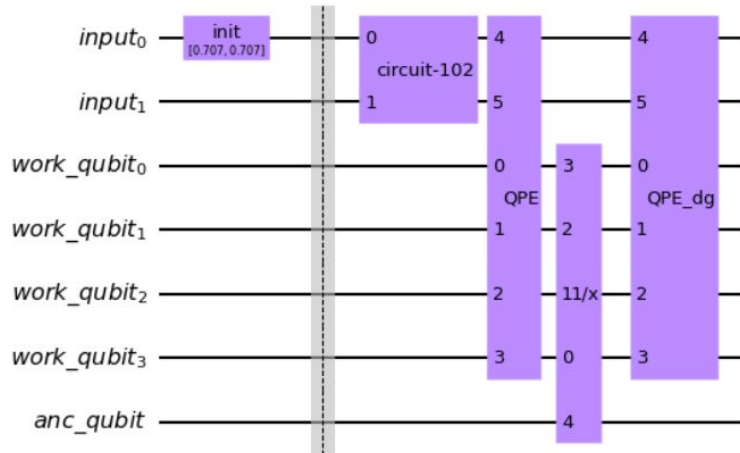 input0 init 0 4 4
[0.707, 0.707]
circuit-102
input1 1 5 5
work_qubit0 0 3 0
QPE QPE_dg
work_qubit1 1 2 1
work_qubit2 2 11/x 2
work_qubit3 3 0 3
anc_qubit 4